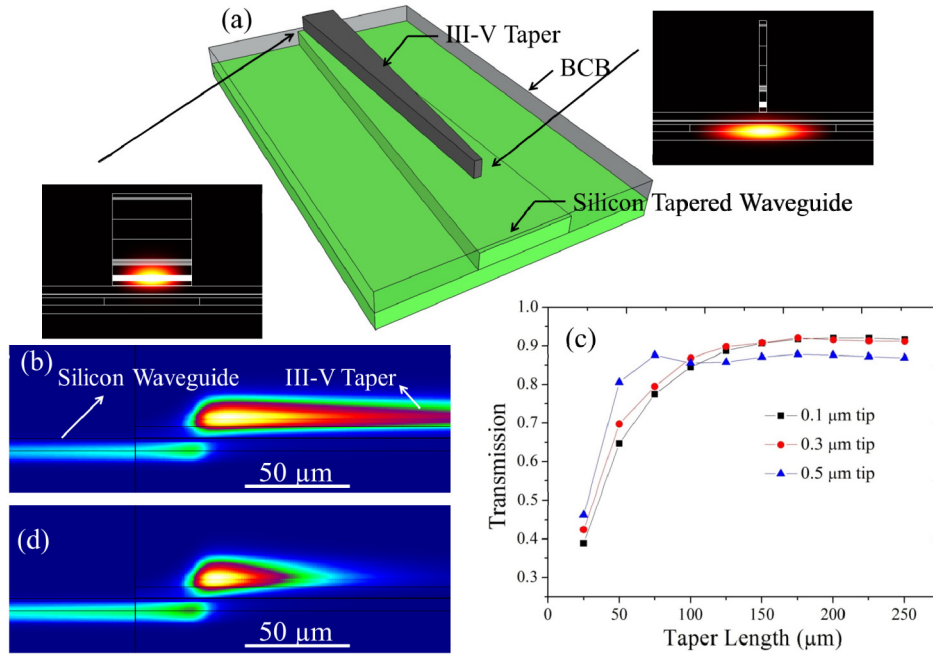 (a)
III-V Taper
BCB
Silicon Tapered Waveguide
(b)
Silicon Waveguide
III-V Taper
50 µm
(d)
50 µm
(c)
1.0
0.9
0.8
0.7
0.6
0.5
0.4
0.3
Transmission
0.1 µm tip
0.3 µm tip
0.5 µm tip
0 50 100 150 200 250
Taper Length (µm)